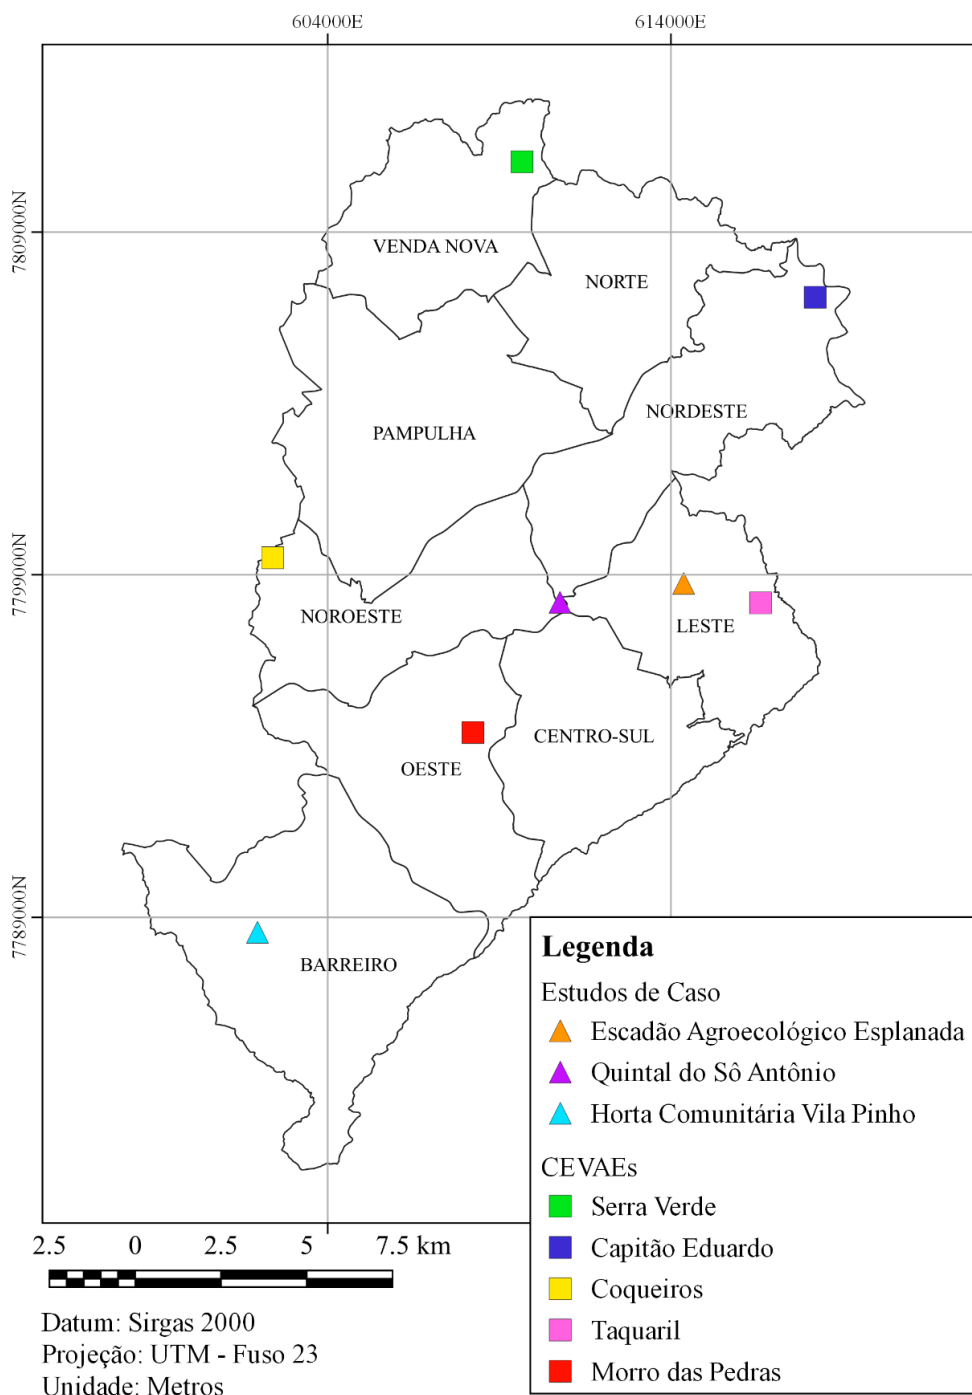 604000E 614000E
7809000N
VENDA NOVA
NORTE
NORDESTE
PAMPULHA
7799000N
NOROESTE
LESTE
CENTRO-SUL
OESTE
7789000N
BARREIRO
Legenda
Estudos de Caso
Escadão Agroecológico Esplanada
Quintal do Sô Antônio
Horta Comunitária Vila Pinho
CEVAEs
Serra Verde
Capitão Eduardo
Coqueiros
Taquaril
Morro das Pedras
2.5 0 2.5 5 7.5 km
Datum: Sirgas 2000
Projeção: UTM - Fuso 23
Unidade: Metros